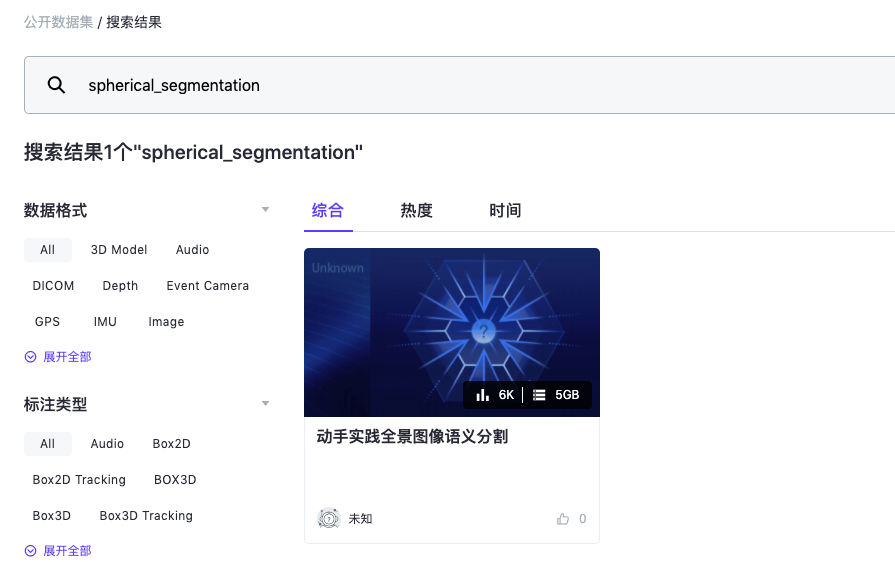 公开数据集 / 搜索结果
spherical_segmentation
搜索结果1个"spherical_segmentation"
数据格式
综合 热度 时间
All 3D Model Audio
DICOM Depth Event Camera
GPS IMU Image
展开全部
标注类型
All Audio Box2D
Box2D Tracking BOX3D
Box3D Box3D Tracking
展开全部
Unknown
?
6K | 5GB
动手实践全景图像语义分割
未知 0